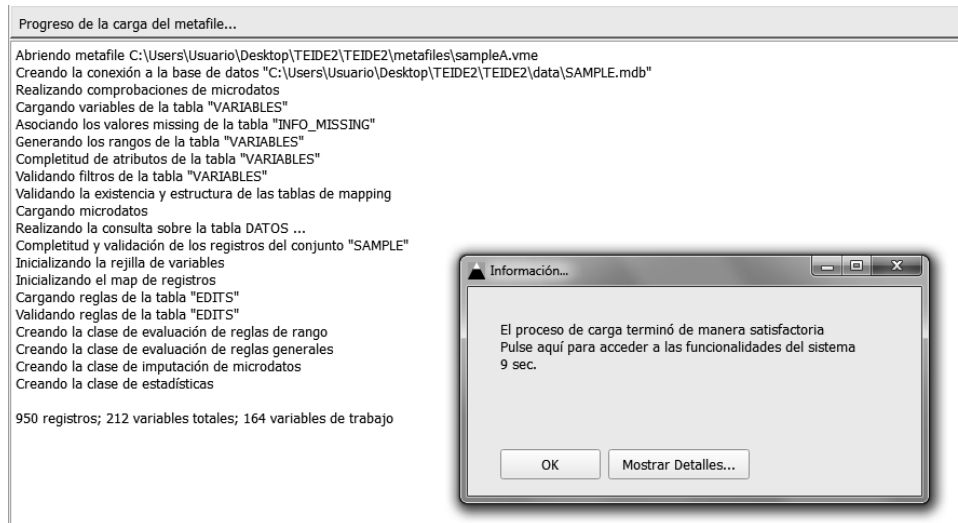 Progreso de la carga del metafile...
Abriendo metafile C:\Users\Usuario\Desktop\TEIDE2\TEIDE2\metafiles\sampleA.vme
Creando la conexión a la base de datos "C:\Users\Usuario\Desktop\TEIDE2\TEIDE2\data\SAMPLE.mdb"
Realizando comprobaciones de microdatos
Cargando variables de la tabla "VARIABLES"
Asociando los valores missing de la tabla "INFO_MISSING"
Generando los rangos de la tabla "VARIABLES"
Completitud de atributos de la tabla "VARIABLES"
Validando filtros de la tabla "VARIABLES"
Validando la existencia y estructura de las tablas de mapping
Cargando microdatos
Realizando la consulta sobre la tabla DATOS ...
Completitud y validación de los registros del conjunto "SAMPLE"
Inicializando la rejilla de variables
Inicializando el map de registros
Cargando reglas de la tabla "EDITS"
Validando reglas de la tabla "EDITS"
Creando la clase de evaluación de reglas de rango
Creando la clase de evaluación de reglas generales
Creando la clase de imputación de microdatos
Creando la clase de estadísticas
950 registros; 212 variables totales; 164 variables de trabajo
Información...
El proceso de carga terminó de manera satisfactoria
Pulse aquí para acceder a las funcionalidades del sistema
9 sec.
OK
Mostrar Detalles...